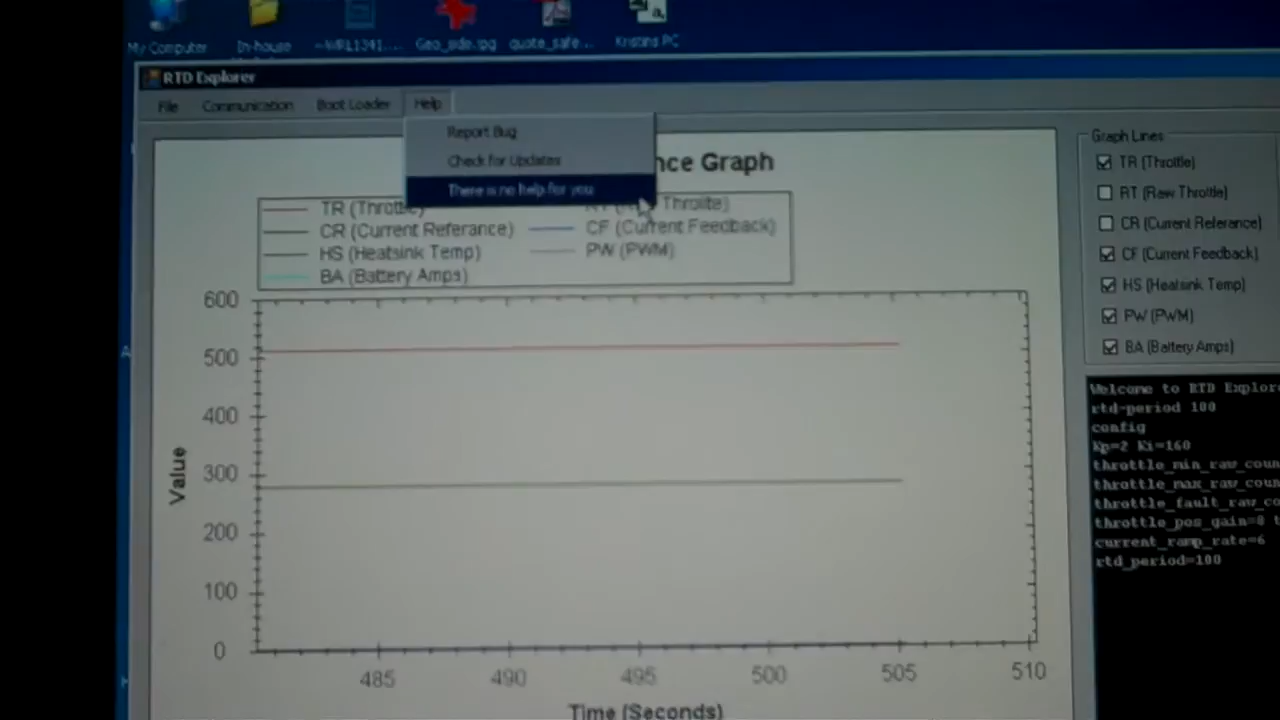 My Computer In-house Geo_side.jpg quote_safe... Kristins PC
RTD Explorer
File Communication Boot Loader Help
Report Bug
Check for Updates
There is no help for you
nce Graph
TR (Throttle)
CR (Current Referance) CF (Current Feedback)
HS (Heatsink Temp) PW (PWM)
BA (Battery Amps)
600
500
400
300
200
100
0
Value
485 490 495 500 505 510
Time (Seconds)
Graph Lines
TR (Throttle)
RT (Raw Throttle)
CR (Current Referance)
CF (Current Feedback)
HS (Heatsink Temp)
PW (PWM)
BA (Battery Amps)
Welcome to RTD Explore
rtd-period 100
config
Kp=2 Ki=160
throttle_min_raw_coun
throttle_max_raw_coun
throttle_fault_raw_co
throttle_pos_gain=8 t
current_ramp_rate=6
rtd_period=100